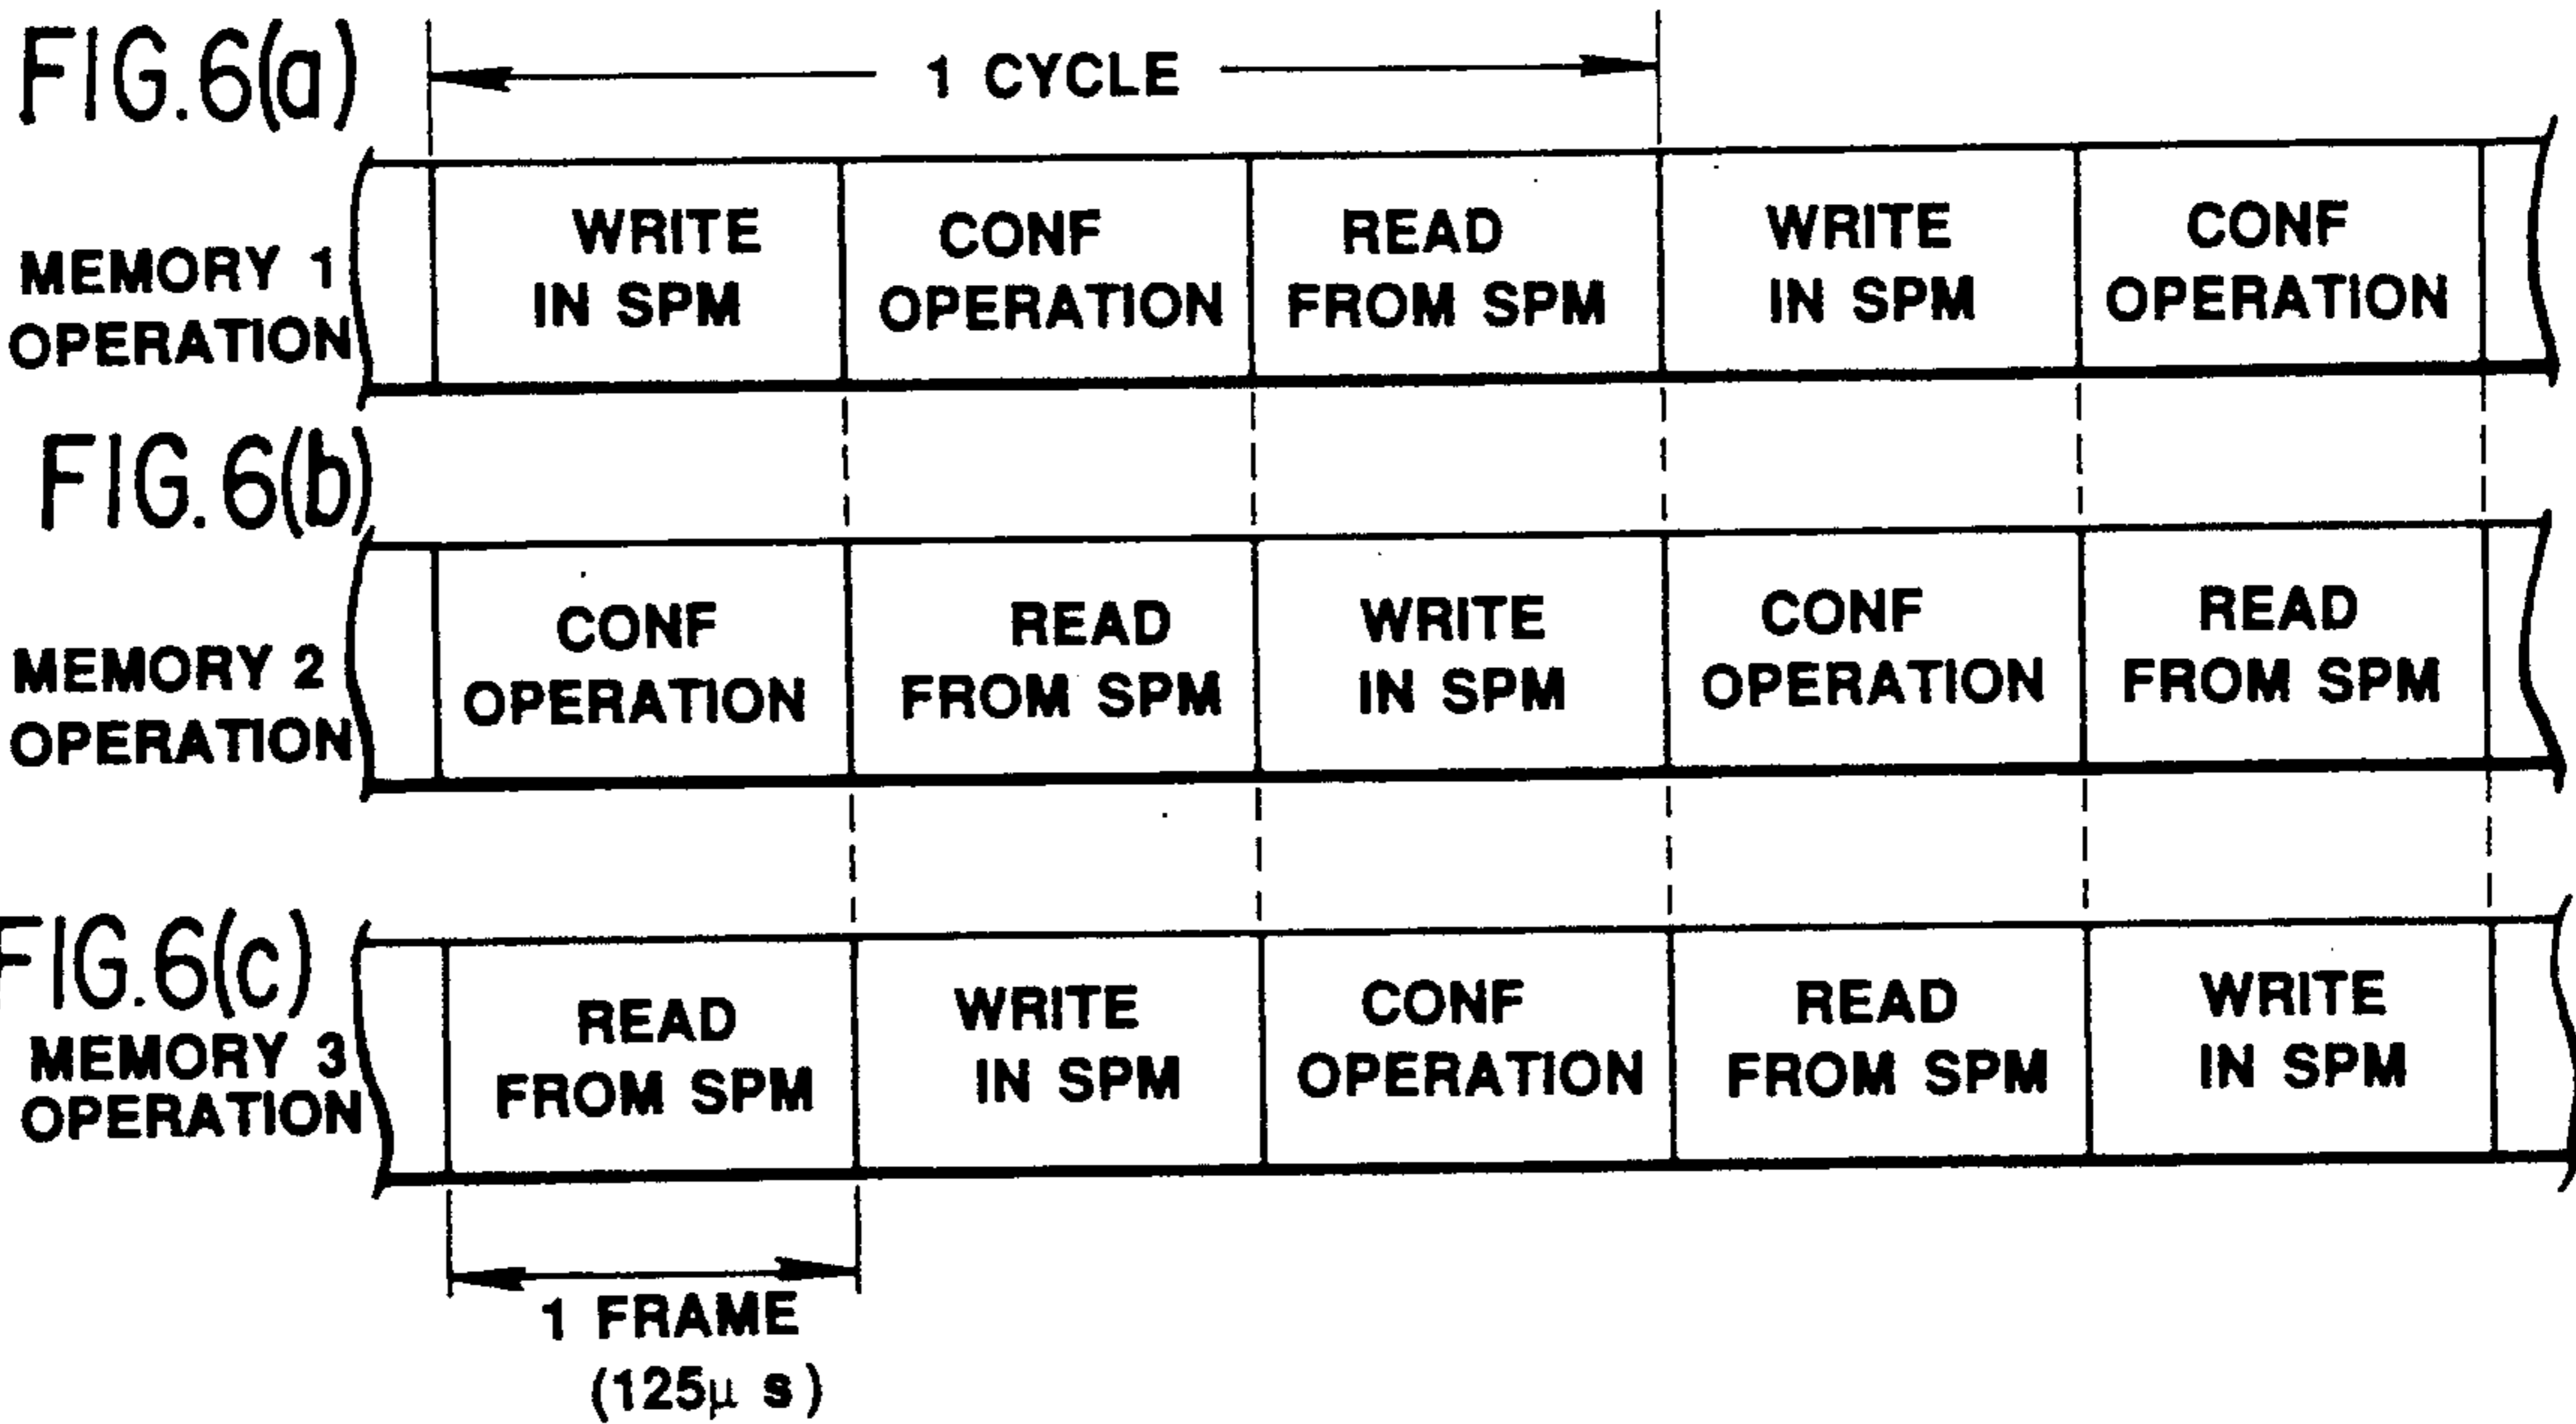 FIG.6(a)
1 CYCLE
MEMORY 1
OPERATION
WRITE
IN SPM
CONF
OPERATION
READ
FROM SPM
WRITE
IN SPM
CONF
OPERATION
FIG.6(b)
MEMORY 2
OPERATION
CONF
OPERATION
READ
FROM SPM
WRITE
IN SPM
CONF
OPERATION
READ
FROM SPM
FIG.6(c)
MEMORY 3
OPERATION
READ
FROM SPM
WRITE
IN SPM
CONF
OPERATION
READ
FROM SPM
WRITE
IN SPM
1 FRAME
(125μ s)